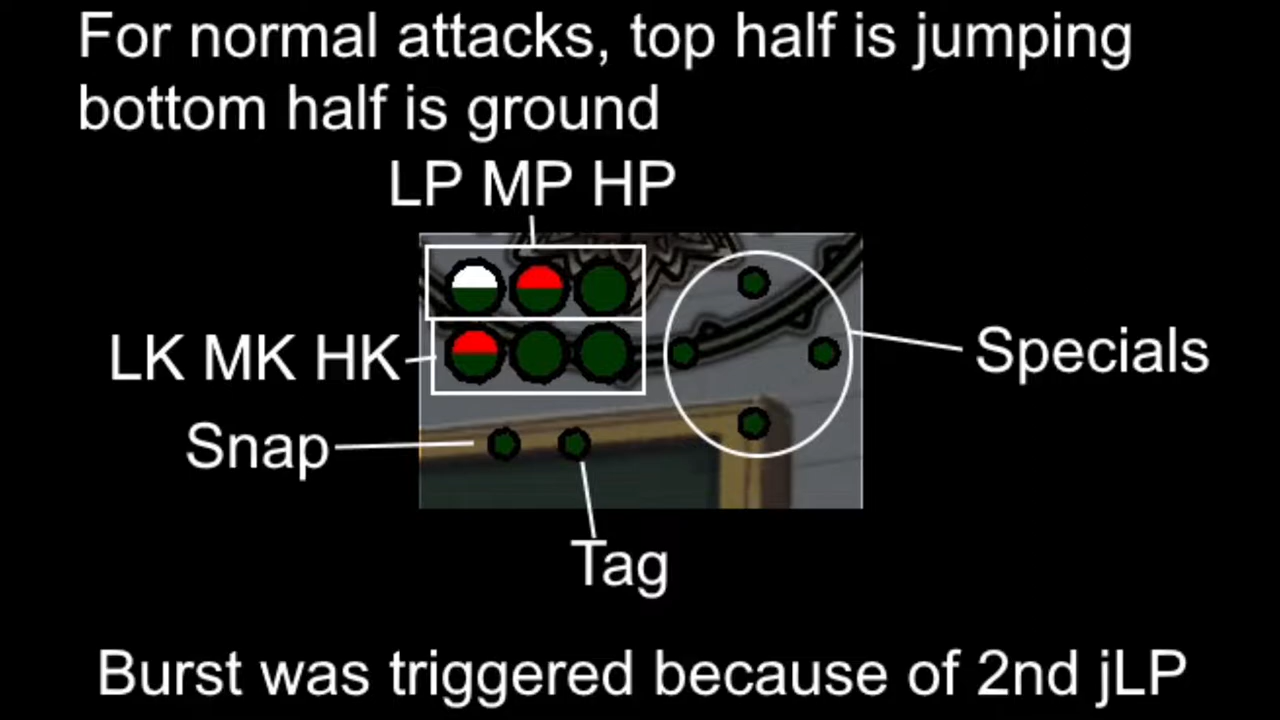 For normal attacks, top half is jumping
bottom half is ground
LP MP HP
LK MK HK
Specials
Snap
Tag
Burst was triggered because of 2nd jLP